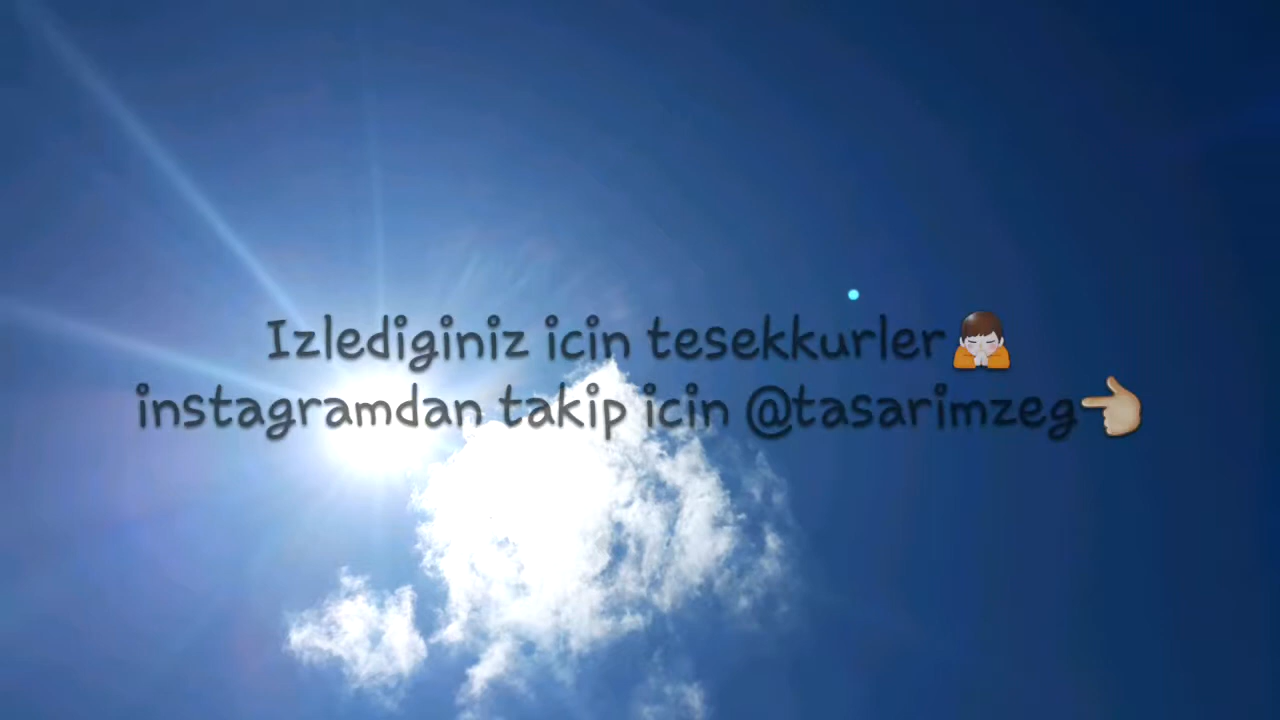 Izlediginiz icin tesekkurler🙏
instagramdan takip icin @tasarimzeg👈